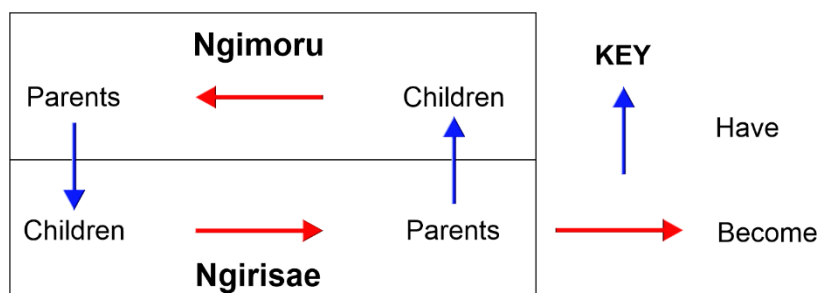 Ngimoru
KEY
Parents
Children
Have
Children
Parents
Become
Ngirisae